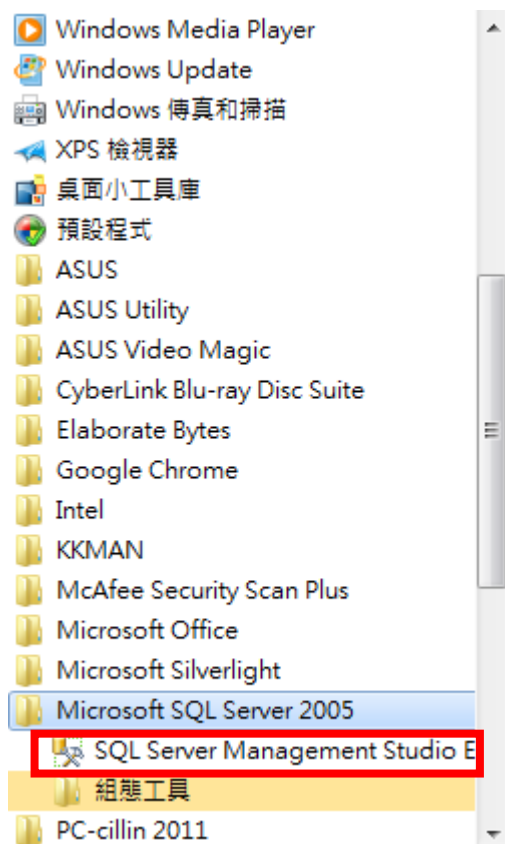 Windows Media Player
Windows Update
Windows 傳真和掃描
XPS 檢視器
桌面小工具庫
預設程式
ASUS
ASUS Utility
ASUS Video Magic
CyberLink Blu-ray Disc Suite
Elaborate Bytes
Google Chrome
Intel
KKMAN
McAfee Security Scan Plus
Microsoft Office
Microsoft Silverlight
Microsoft SQL Server 2005
SQL Server Management Studio E
組態工具
PC-cillin 2011